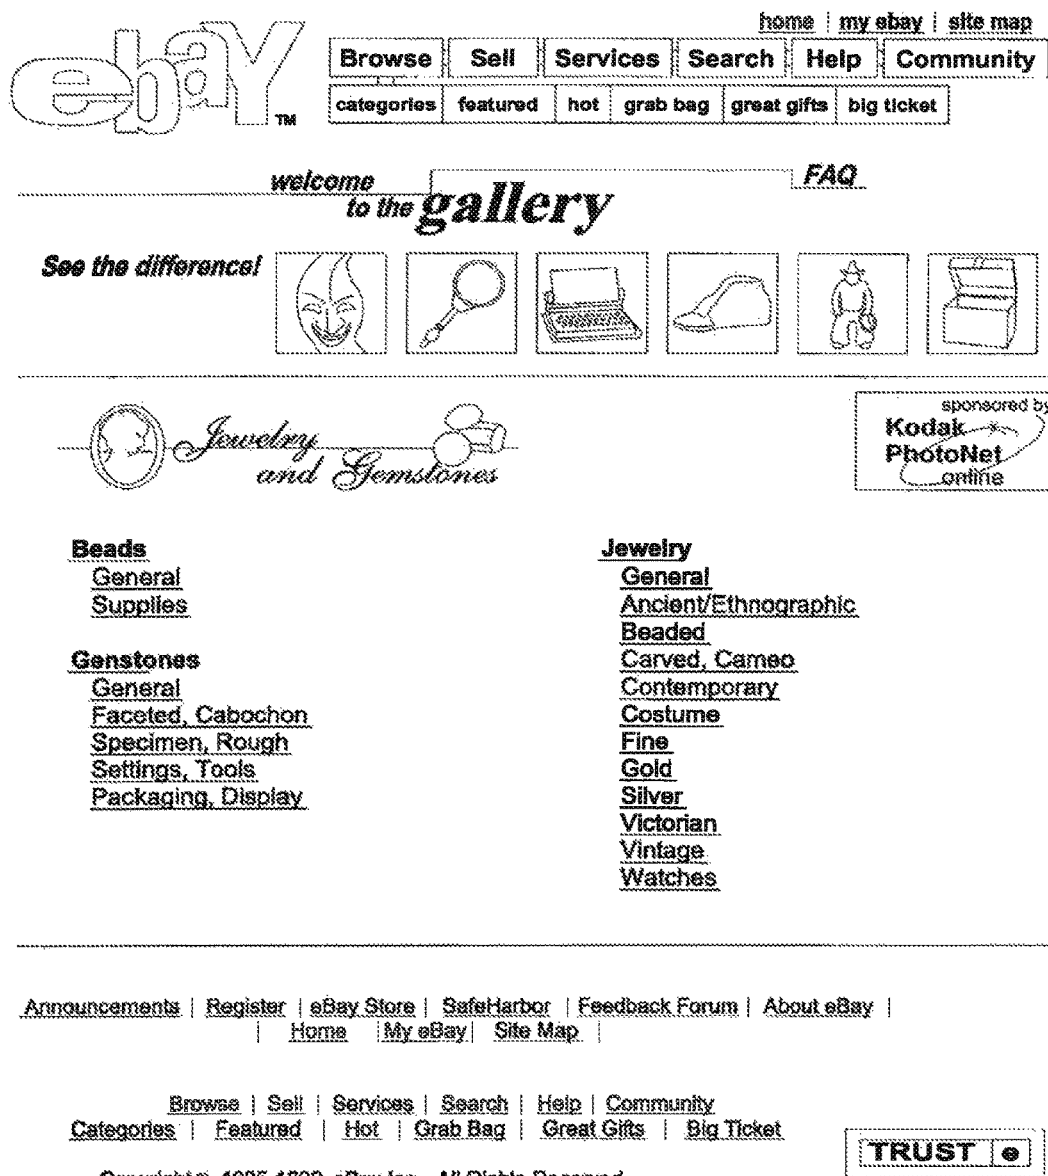 home | my ebay | site map
ebaY™
Browse Sell Services Search Help Community
categories featured hot grab bag great gifts big ticket
welcome
to the gallery
FAQ
See the difference!
Jewelry
and Gemstones
sponsored by
Kodak
PhotoNet
online
Beads
General
Supplies
Genstones
General
Faceted, Cabochon
Specimen, Rough
Settings, Tools
Packaging, Display
Jewelry
General
Ancient/Ethnographic
Beaded
Carved, Cameo
Contemporary
Costume
Fine
Gold
Silver
Victorian
Vintage
Watches
Announcements | Register | eBay Store | SafeHarbor | Feedback Forum | About eBay |
| Home | My eBay | Site Map |
Browse | Sell | Services | Search | Help | Community
Categories | Featured | Hot | Grab Bag | Great Gifts | Big Ticket
TRUST e